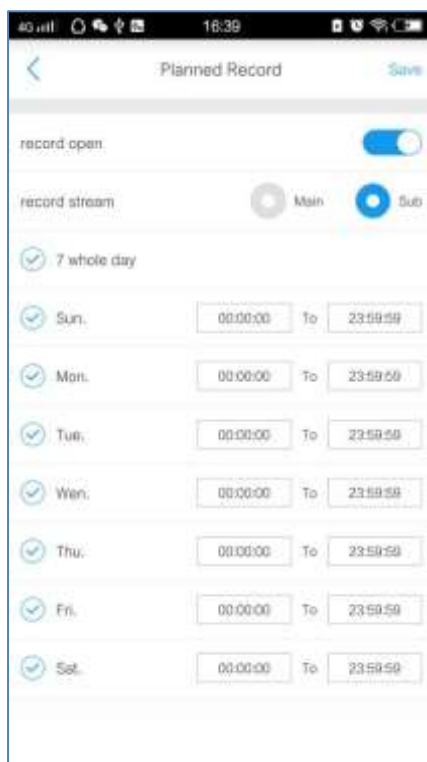 4G 16:39
Planned Record Save
record open
record stream Main Sub
7 whole day
Sun. 00:00:00 To 23:59:59
Mon. 00:00:00 To 23:59:59
Tue. 00:00:00 To 23:59:59
Wen. 00:00:00 To 23:59:59
Thu. 00:00:00 To 23:59:59
Fri. 00:00:00 To 23:59:59
Sat. 00:00:00 To 23:59:59